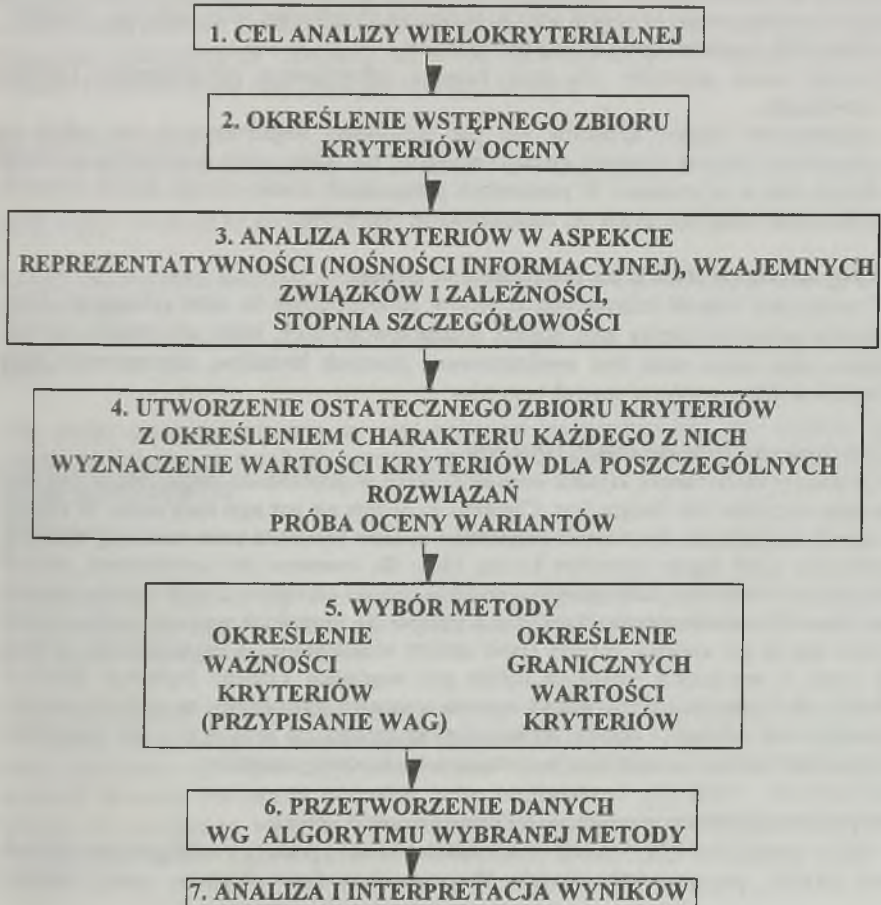 1. CEL ANALIZY WIELOKRYTERIALNEJ
2. OKREŚLENIE WSTĘPNEGO ZBIORU
KRYTERIÓW OCENY
3. ANALIZA KRYTERIÓW W ASPEKCIE
REPREZENTATYWNOŚCI (NOŚNOŚCI INFORMACYJNEJ), WZAJEMNYCH
ZWIĄZKÓW I ZALEŻNOŚCI,
STOPNIA SZCZEGÓŁOWOŚCI
4. UTWORZENIE OSTATECZNEGO ZBIORU KRYTERIÓW
Z OKREŚLENIEM CHARAKTERU KAŻDEGO Z NICH
WYZNACZENIE WARTOŚCI KRYTERIÓW DLA POSZCZEGÓLNYCH
ROZWIĄZAŃ
PRÓBA OCENY WARIANTÓW
5. WYBÓR METODY
OKREŚLENIE
WAŻNOŚCI
KRYTERIÓW
(PRZYPISANIE WAG)
OKREŚLENIE
GRANICZNYCH
WARTOŚCI
KRYTERIÓW
6. PRZETWORZENIE DANYCH
WG ALGORYTMU WYBRANEJ METODY
7. ANALIZA I INTERPRETACJA WYNIKÓW